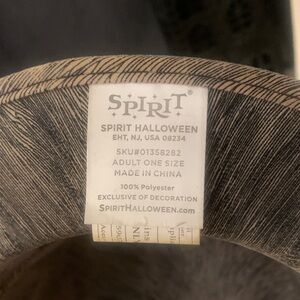 SPIRIT
SPIRIT HALLOWEEN
EHT, NJ, USA 08234
SKU#01358282
ADULT ONE SIZE
MADE IN CHINA
100% Polyester
EXCLUSIVE OF DECORATION
SPIRITHALLOWEEN.com